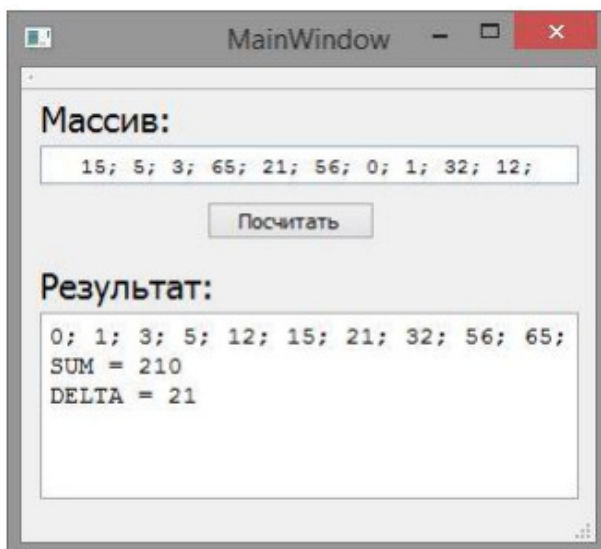 MainWindow
Массив:
15; 5; 3; 65; 21; 56; 0; 1; 32; 12;
Посчитать
Результат:
0; 1; 3; 5; 12; 15; 21; 32; 56; 65;
SUM = 210
DELTA = 21